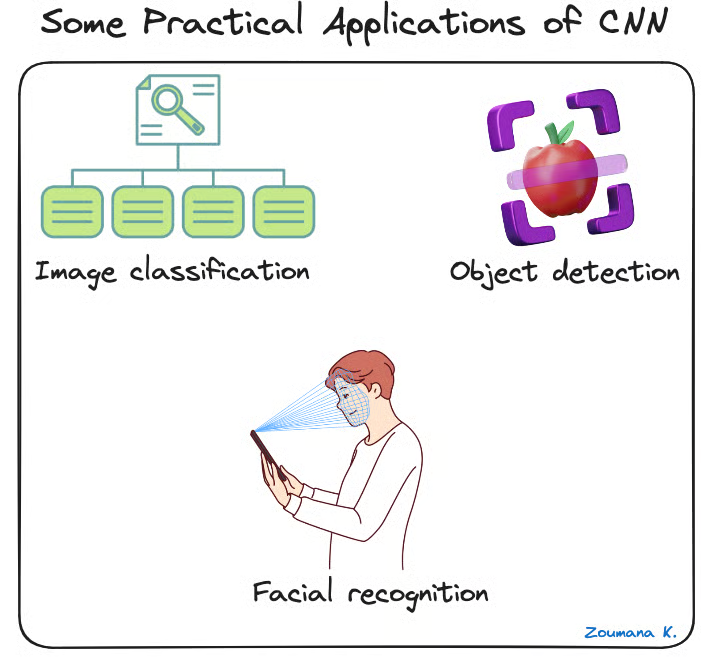 Some Practical Applications of CNN
Image classification
Object detection
Facial recognition
Zoumana K.